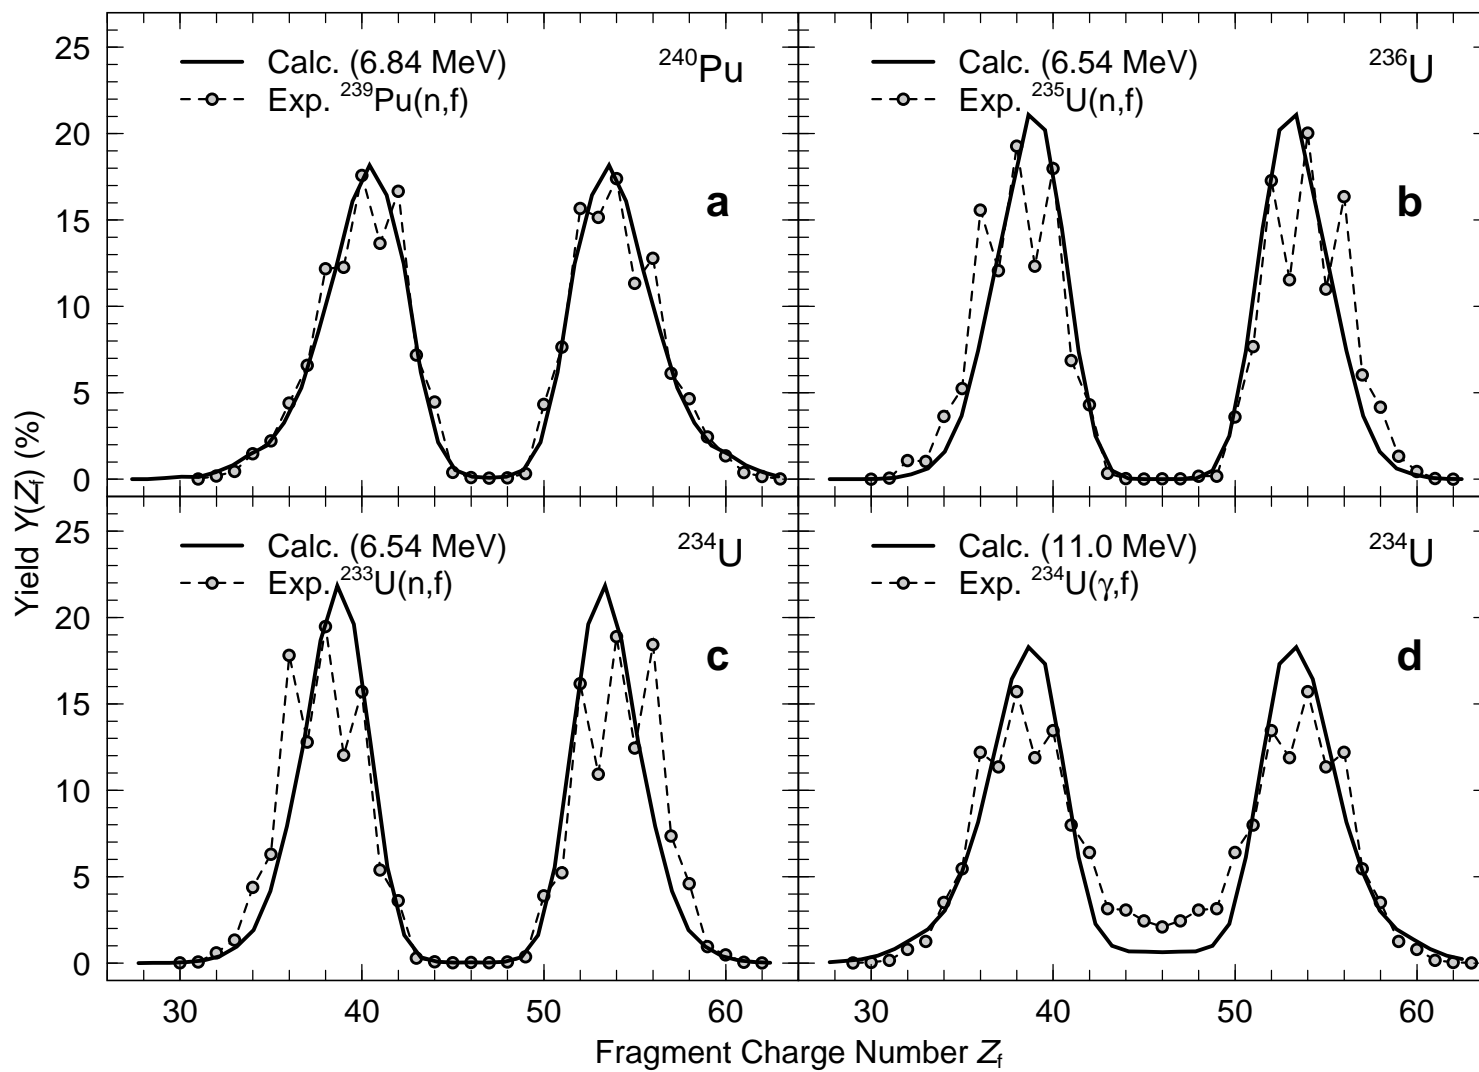 Calc. (6.84 MeV)
Exp. ²³⁹Pu(n,f)
²⁴⁰Pu
a
Calc. (6.54 MeV)
Exp. ²³⁵U(n,f)
²³⁶U
b
25
20
15
10
5
0
Calc. (6.54 MeV)
Exp. ²³³U(n,f)
²³⁴U
c
Calc. (11.0 MeV)
Exp. ²³⁴U(γ,f)
²³⁴U
d
25
20
15
10
5
0
Yield Y(Z_f) (%)
30 40 50 60 30 40 50 60
Fragment Charge Number Z_f